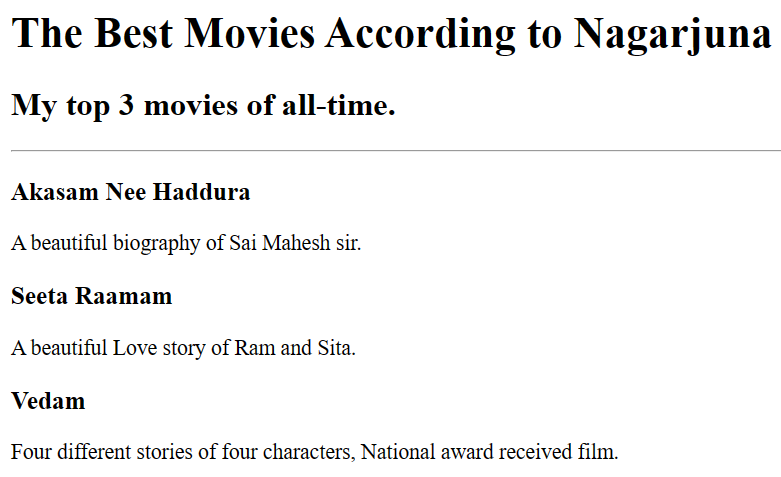 The Best Movies According to Nagarjuna
My top 3 movies of all-time.
Akasam Nee Haddura
A beautiful biography of Sai Mahesh sir.
Seeta Raamam
A beautiful Love story of Ram and Sita.
Vedam
Four different stories of four characters, National award received film.